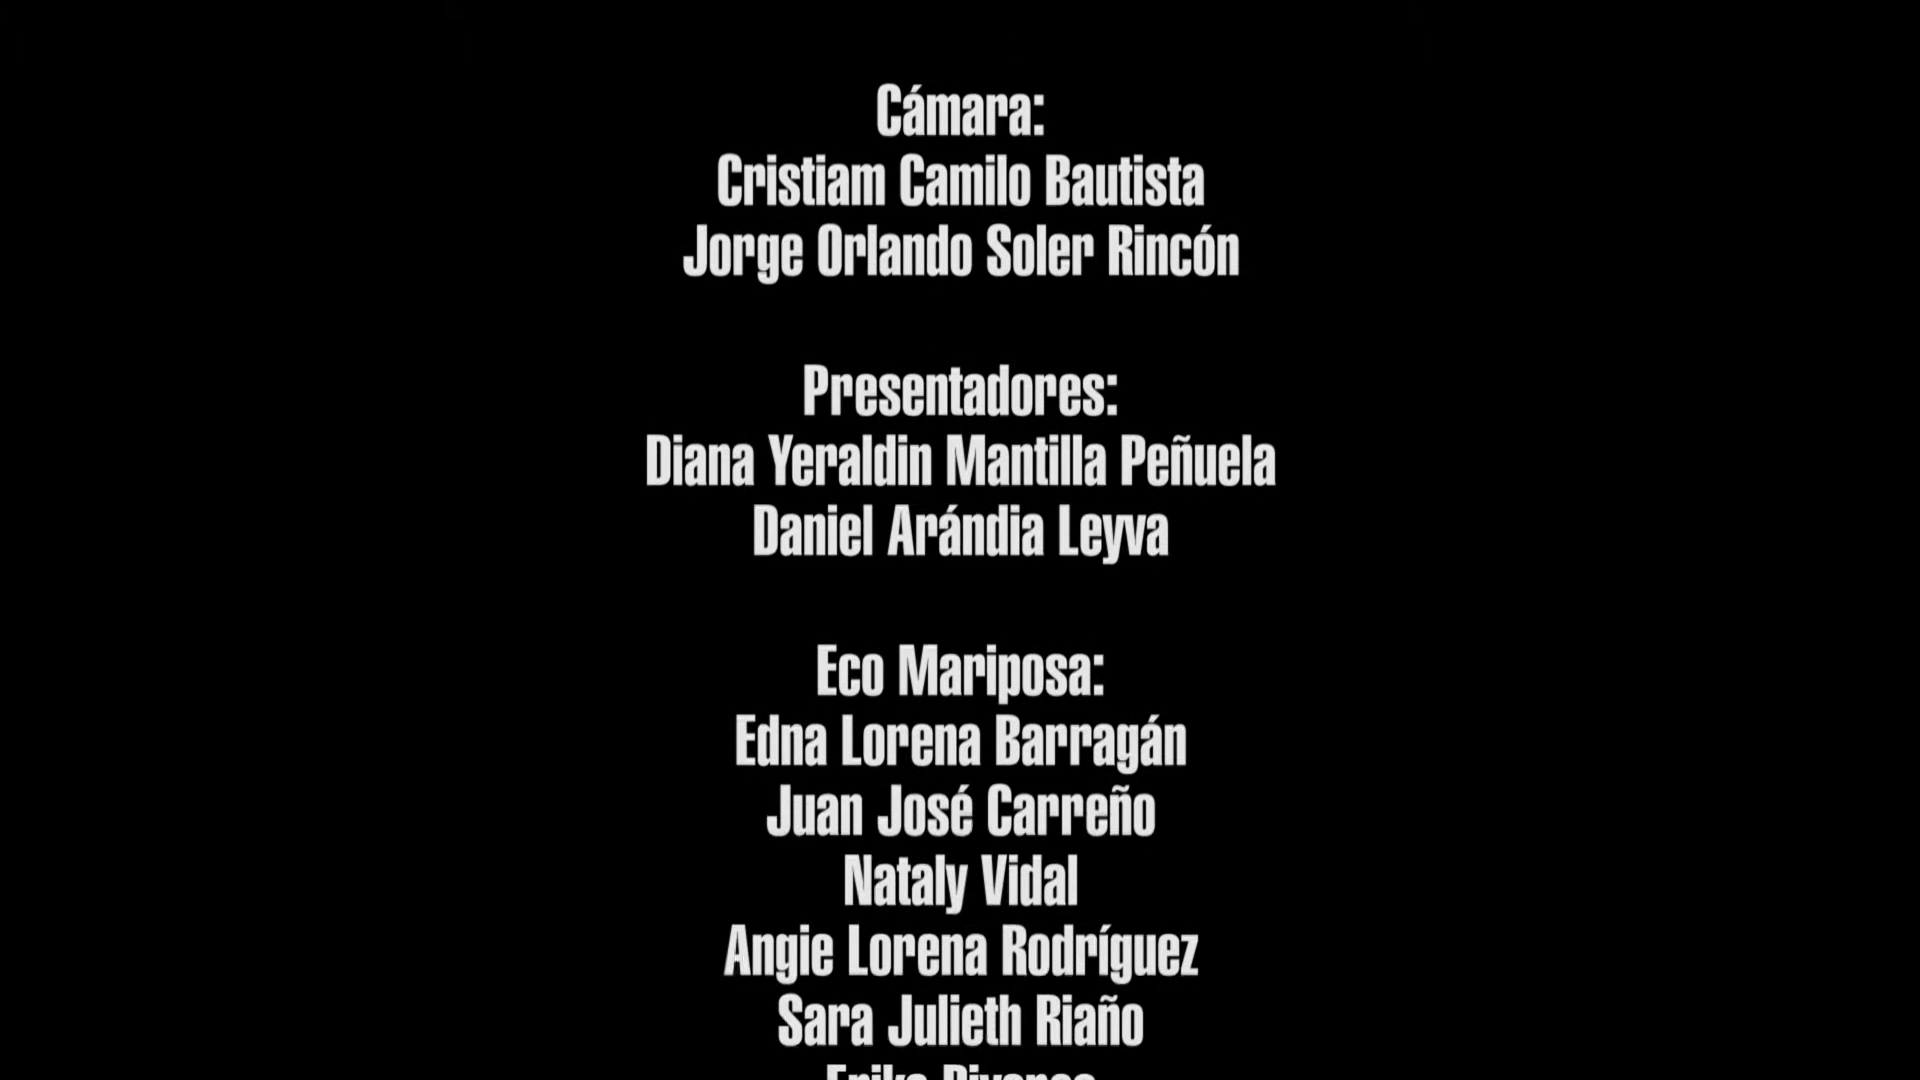 Cámara:
Cristiam Camilo Bautista
Jorge Orlando Soler Rincón
Presentadores:
Diana Yeraldin Mantilla Peñuela
Daniel Arándia Leyva
Eco Mariposa:
Edna Lorena Barragán
Juan José Carreño
Nataly Vidal
Angie Lorena Rodríguez
Sara Julieth Riaño